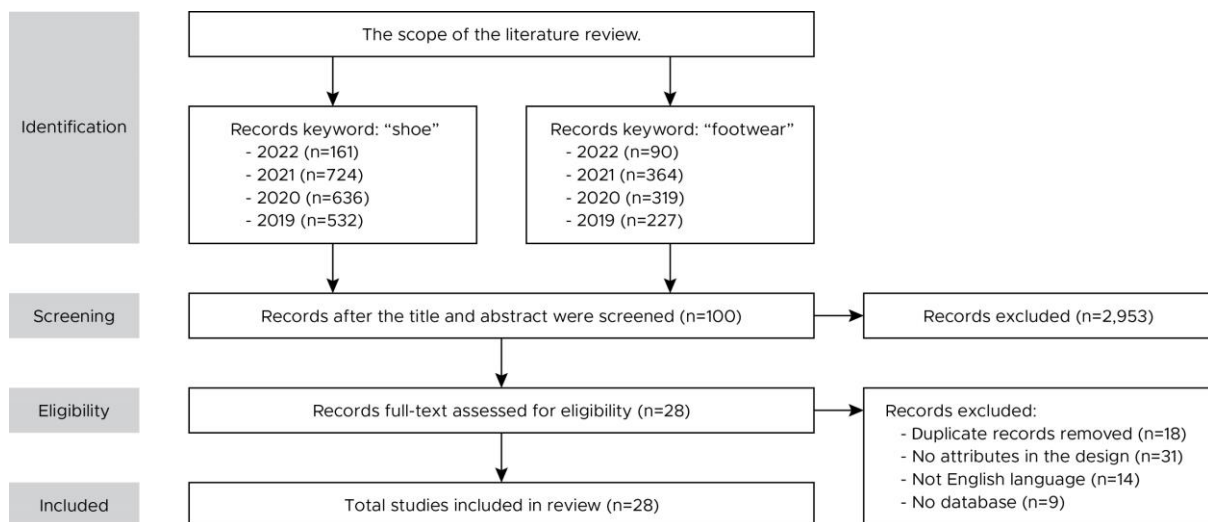 Identification
The scope of the literature review.
Records keyword: “shoe”
- 2022 (n=161)
- 2021 (n=724)
- 2020 (n=636)
- 2019 (n=532)
Records keyword: “footwear”
- 2022 (n=90)
- 2021 (n=364)
- 2020 (n=319)
- 2019 (n=227)
Screening
Records after the title and abstract were screened (n=100)
Records excluded (n=2,953)
Eligibility
Records full-text assessed for eligibility (n=28)
Records excluded:
- Duplicate records removed (n=18)
- No attributes in the design (n=31)
- Not English language (n=14)
- No database (n=9)
Included
Total studies included in review (n=28)